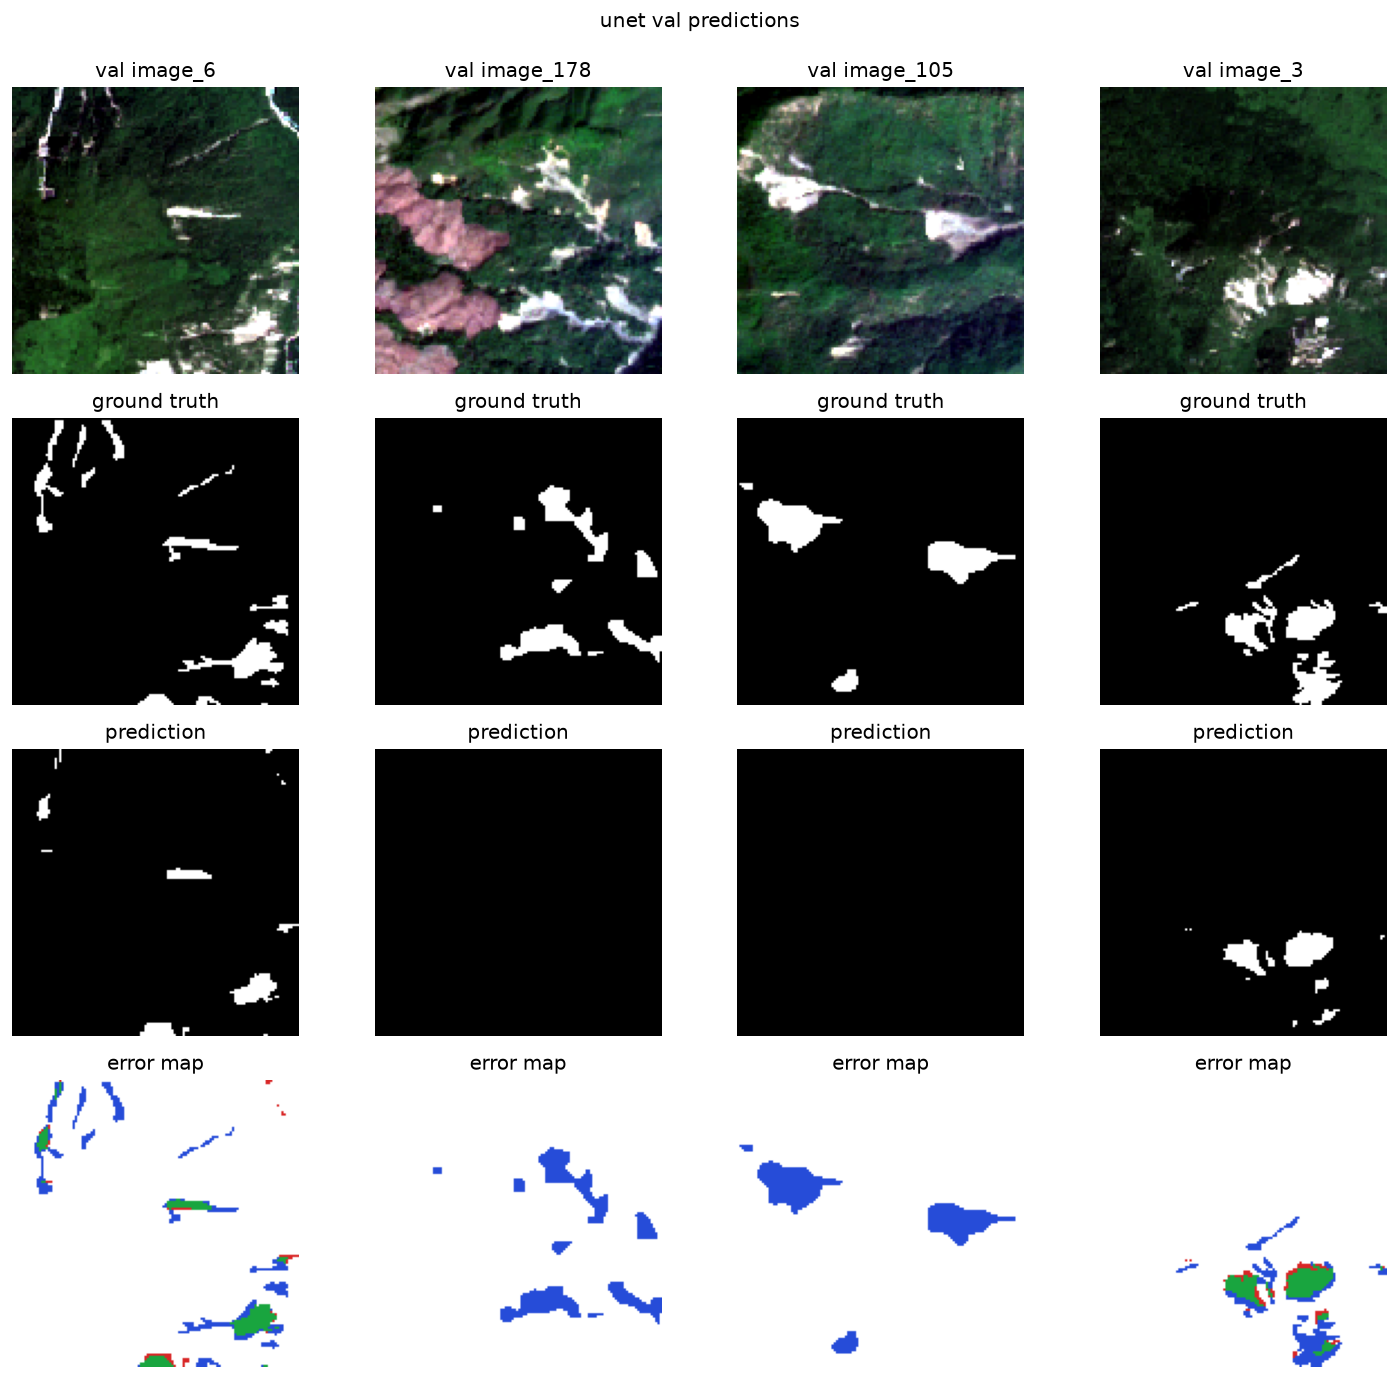 unet val predictions
val image_6
val image_178
val image_105
val image_3
ground truth
ground truth
ground truth
ground truth
prediction
prediction
prediction
prediction
error map
error map
error map
error map